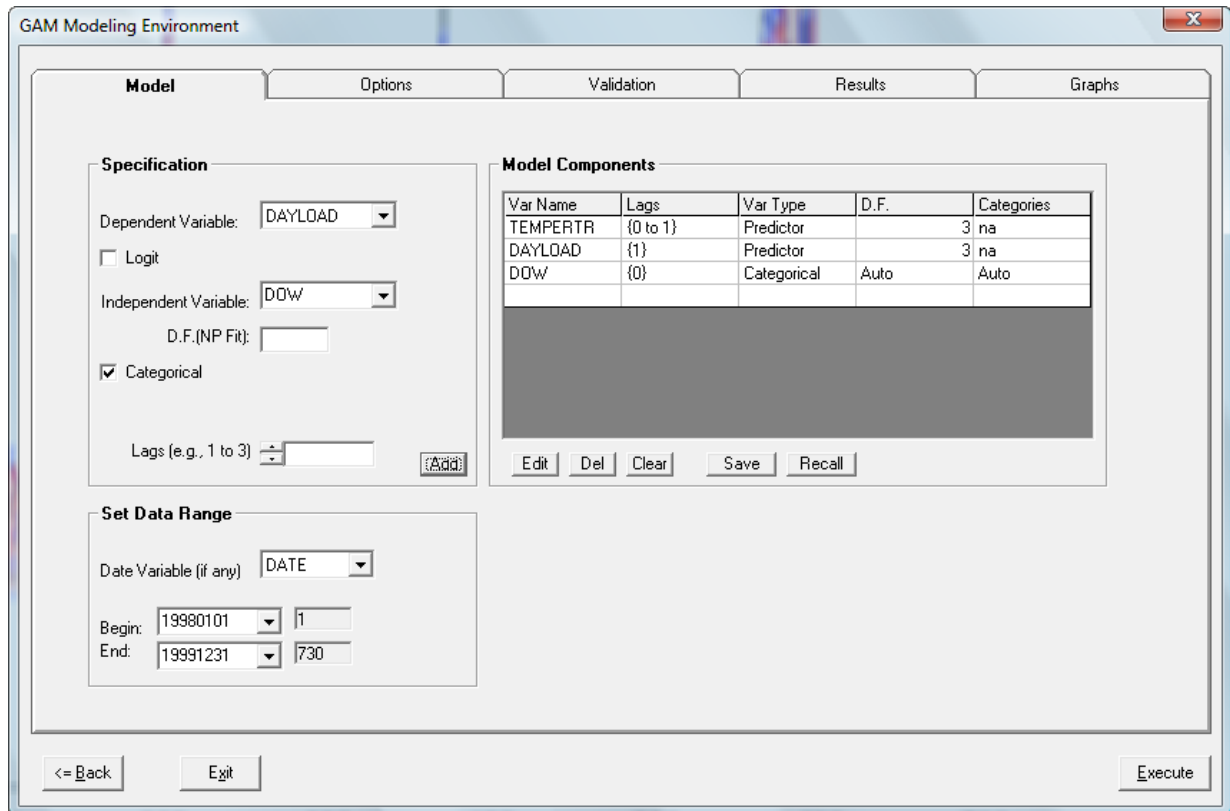 GAM Modeling Environment
Model Options Validation Results Graphs
Specification
Dependent Variable: DAYLOAD
Logit
Independent Variable: DOW
D.F.(NP Fit):
Categorical
Lags (e.g., 1 to 3)
Add
Model Components
Var Name Lags Var Type D.F. Categories
TEMPERTR {0 to 1} Predictor 3 na
DAYLOAD {1} Predictor 3 na
DOW {0} Categorical Auto Auto
Edit Del Clear Save Recall
Set Data Range
Date Variable (if any) DATE
Begin: 19980101 1
End: 19991231 730
<= Back Exit Execute